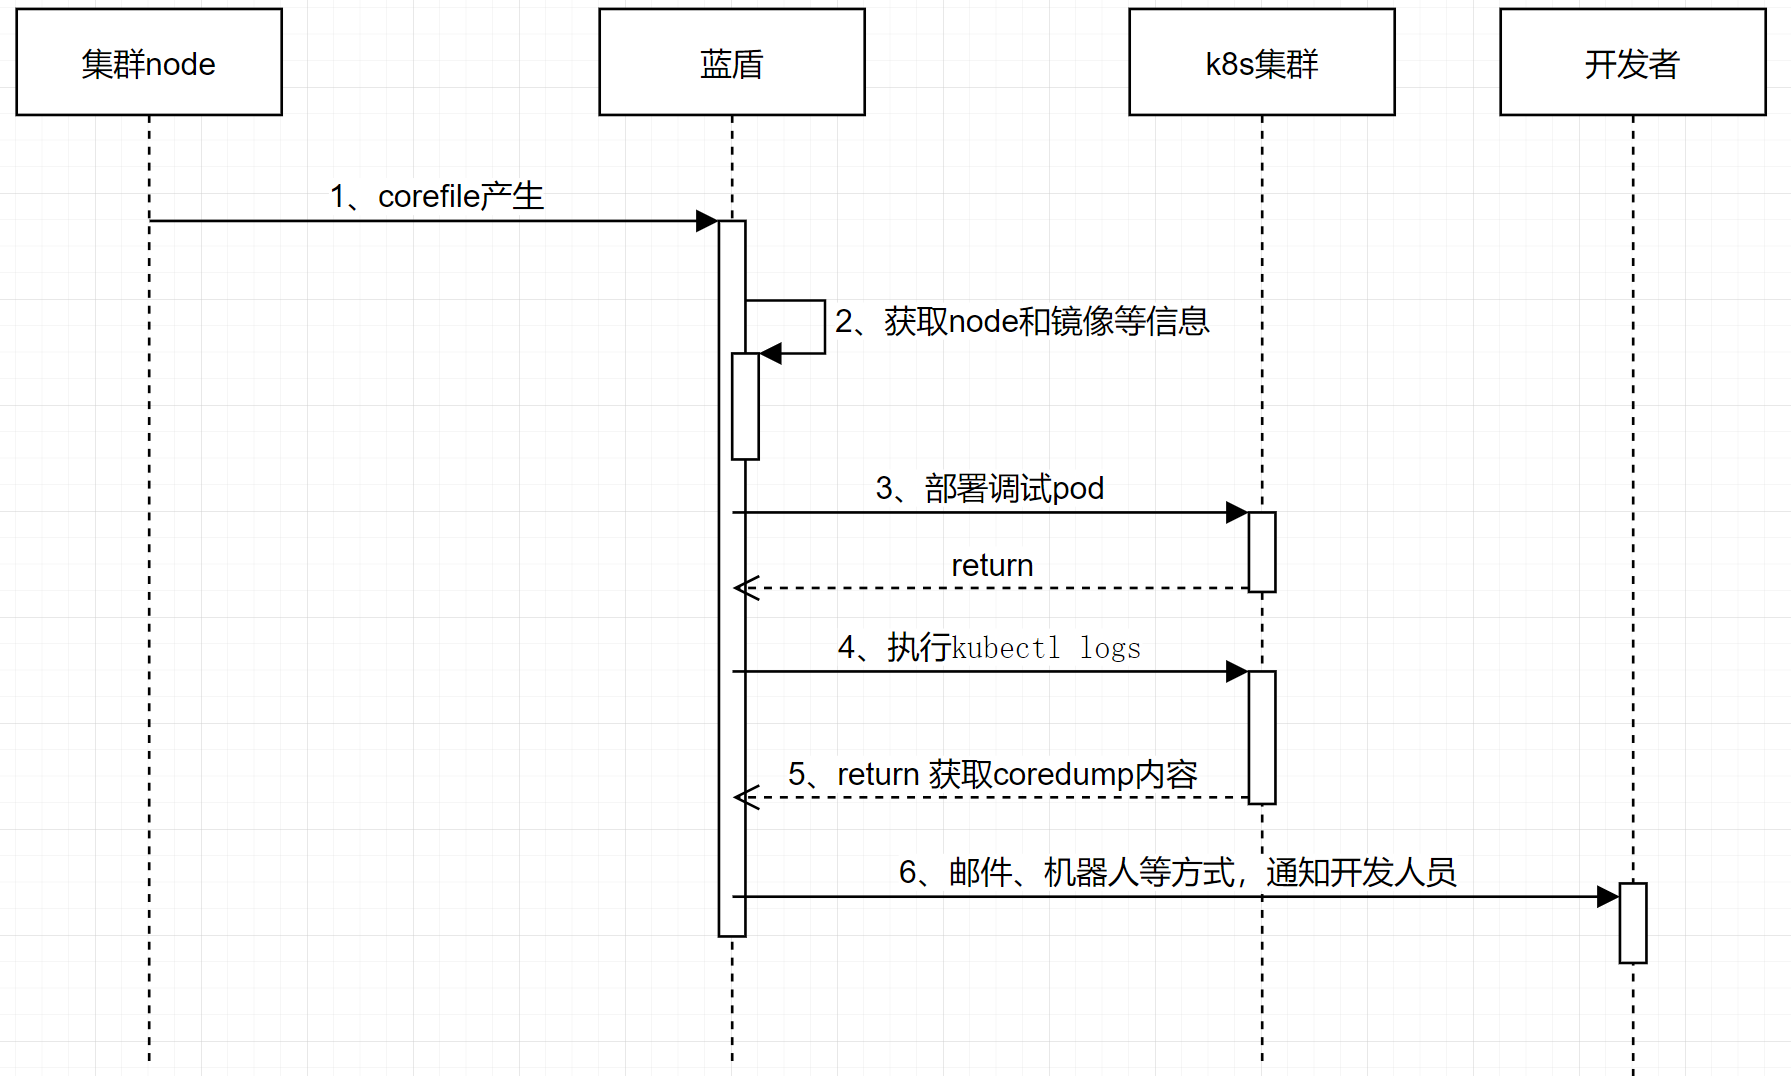 集群node
蓝盾
k8s集群
开发者
1、corefile产生
2、获取node和镜像等信息
3、部署调试pod
return
4、执行kubectl logs
5、return 获取coredump内容
6、邮件、机器人等方式，通知开发人员